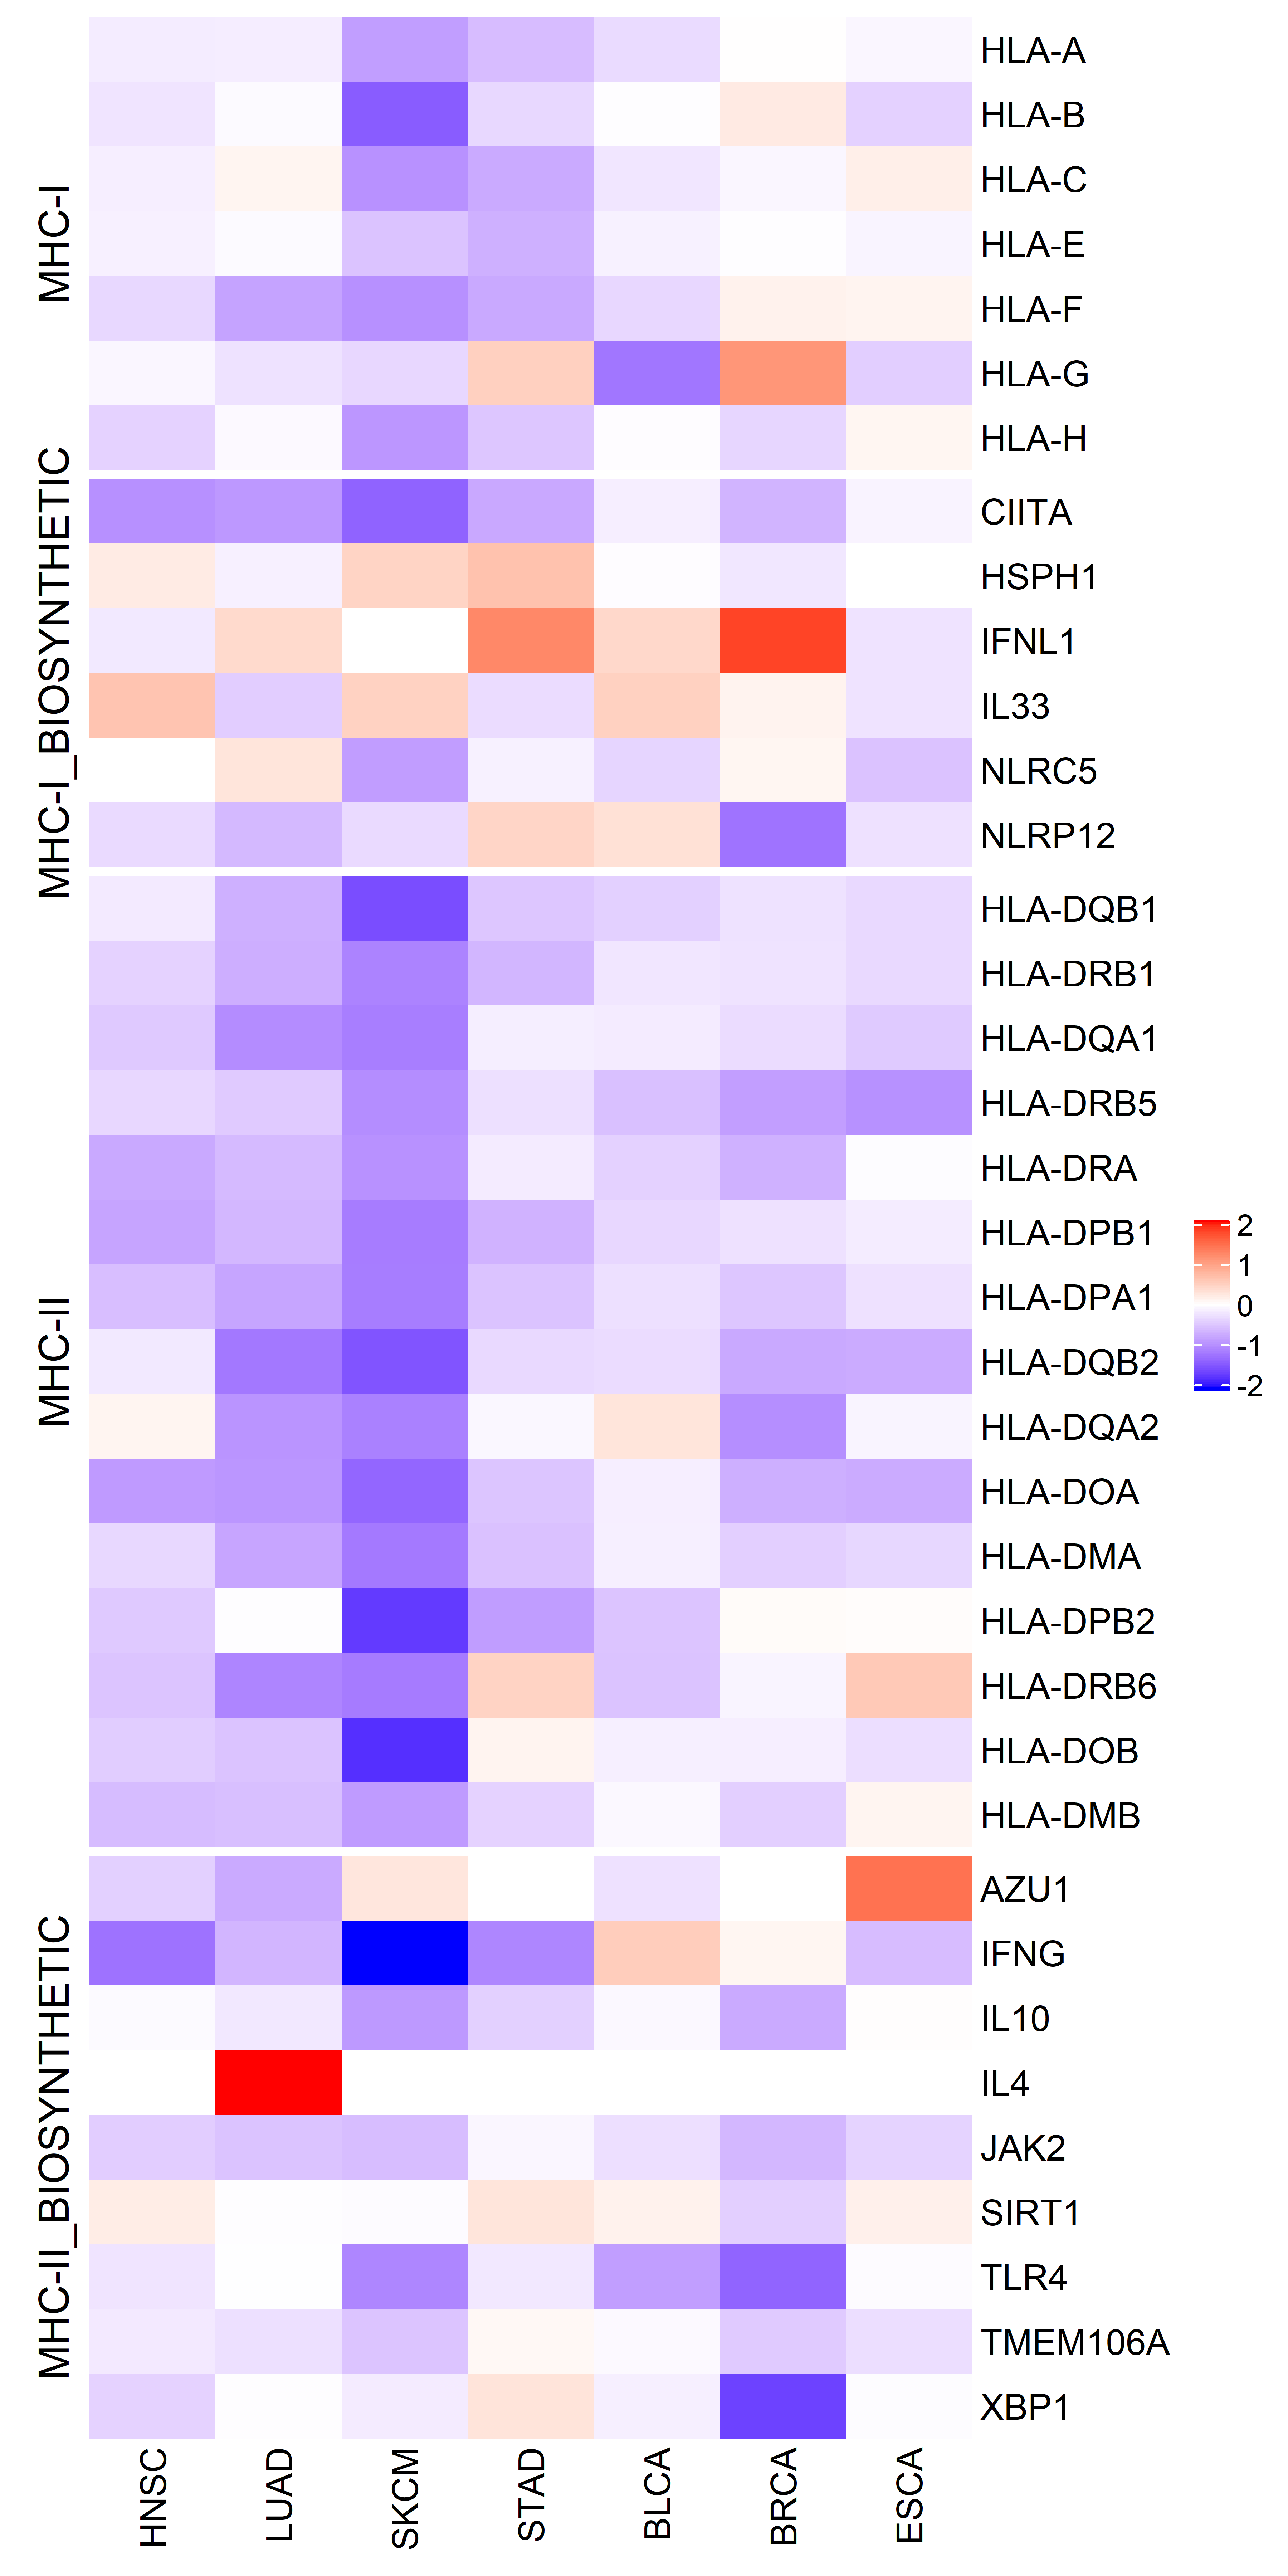 MHC-I
HLA-A
HLA-B
HLA-C
HLA-E
HLA-F
HLA-G
HLA-H
MHC-I_BIOSYNTHETIC
CIITA
HSPH1
IFNL1
IL33
NLRC5
NLRP12
MHC-II
HLA-DQB1
HLA-DRB1
HLA-DQA1
HLA-DRB5
HLA-DRA
HLA-DPB1
HLA-DPA1
HLA-DQB2
HLA-DQA2
HLA-DOA
HLA-DMA
HLA-DPB2
HLA-DRB6
HLA-DOB
HLA-DMB
MHC-II_BIOSYNTHETIC
AZU1
IFNG
IL10
IL4
JAK2
SIRT1
TLR4
TMEM106A
XBP1
HNSC
LUAD
SKCM
STAD
BLCA
BRCA
ESCA
2
1
0
-1
-2